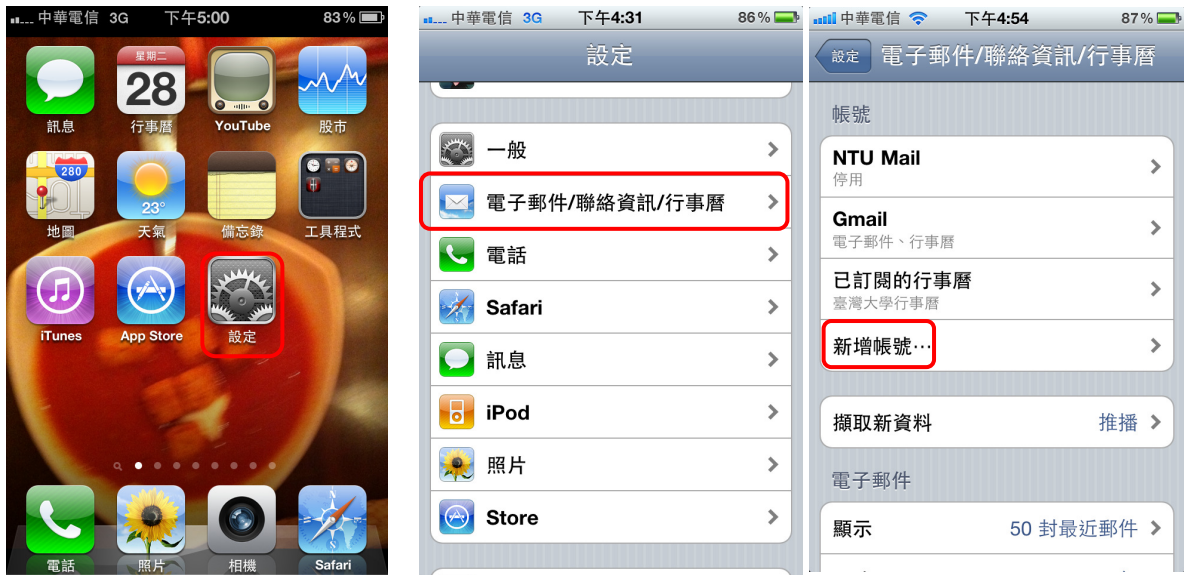 中華電信 3G 下午5:00 83%
星期二
28
訊息 行事曆 YouTube 股市
280
23°
地圖 天氣 備忘錄 工具程式
iTunes App Store 設定
電話 照片 相機 Safari
中華電信 3G 下午4:31 86%
設定
一般
電子郵件/聯絡資訊/行事曆
電話
Safari
訊息
iPod
照片
Store
中華電信 下午4:54 87%
設定 電子郵件/聯絡資訊/行事曆
帳號
NTU Mail
停用
Gmail
電子郵件、行事曆
已訂閱的行事曆
臺灣大學行事曆
新增帳號…
擷取新資料 推播
電子郵件
顯示 50 封最近郵件